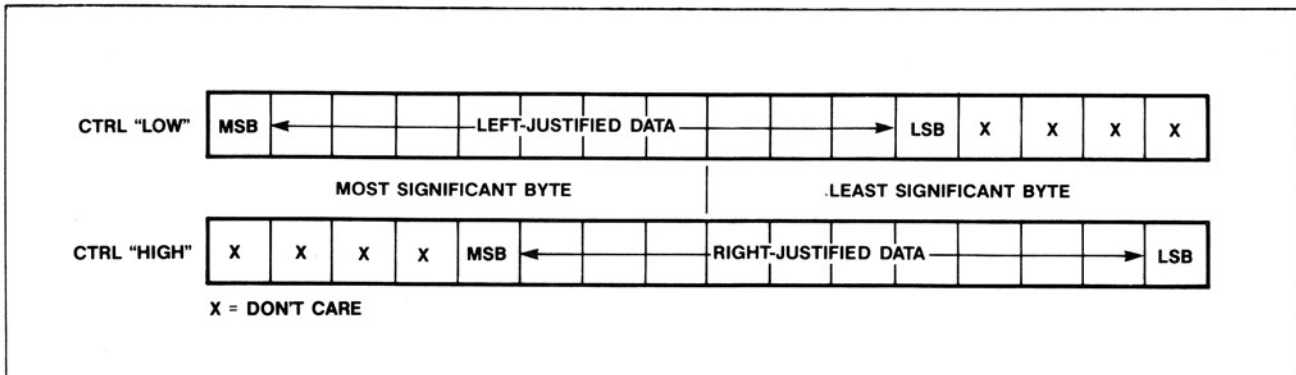 CTRL “LOW” MSB LEFT-JUSTIFIED DATA LSB X X X X
MOST SIGNIFICANT BYTE LEAST SIGNIFICANT BYTE
CTRL “HIGH” X X X X MSB RIGHT-JUSTIFIED DATA LSB
X = DON'T CARE